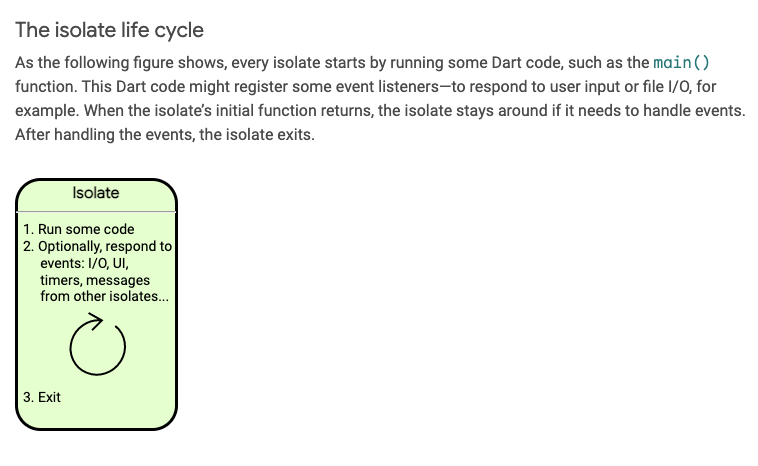 The isolate life cycle
As the following figure shows, every isolate starts by running some Dart code, such as the main()
function. This Dart code might register some event listeners—to respond to user input or file I/O, for
example. When the isolate’s initial function returns, the isolate stays around if it needs to handle events.
After handling the events, the isolate exits.
Isolate
1. Run some code
2. Optionally, respond to
events: I/O, UI,
timers, messages
from other isolates...
3. Exit